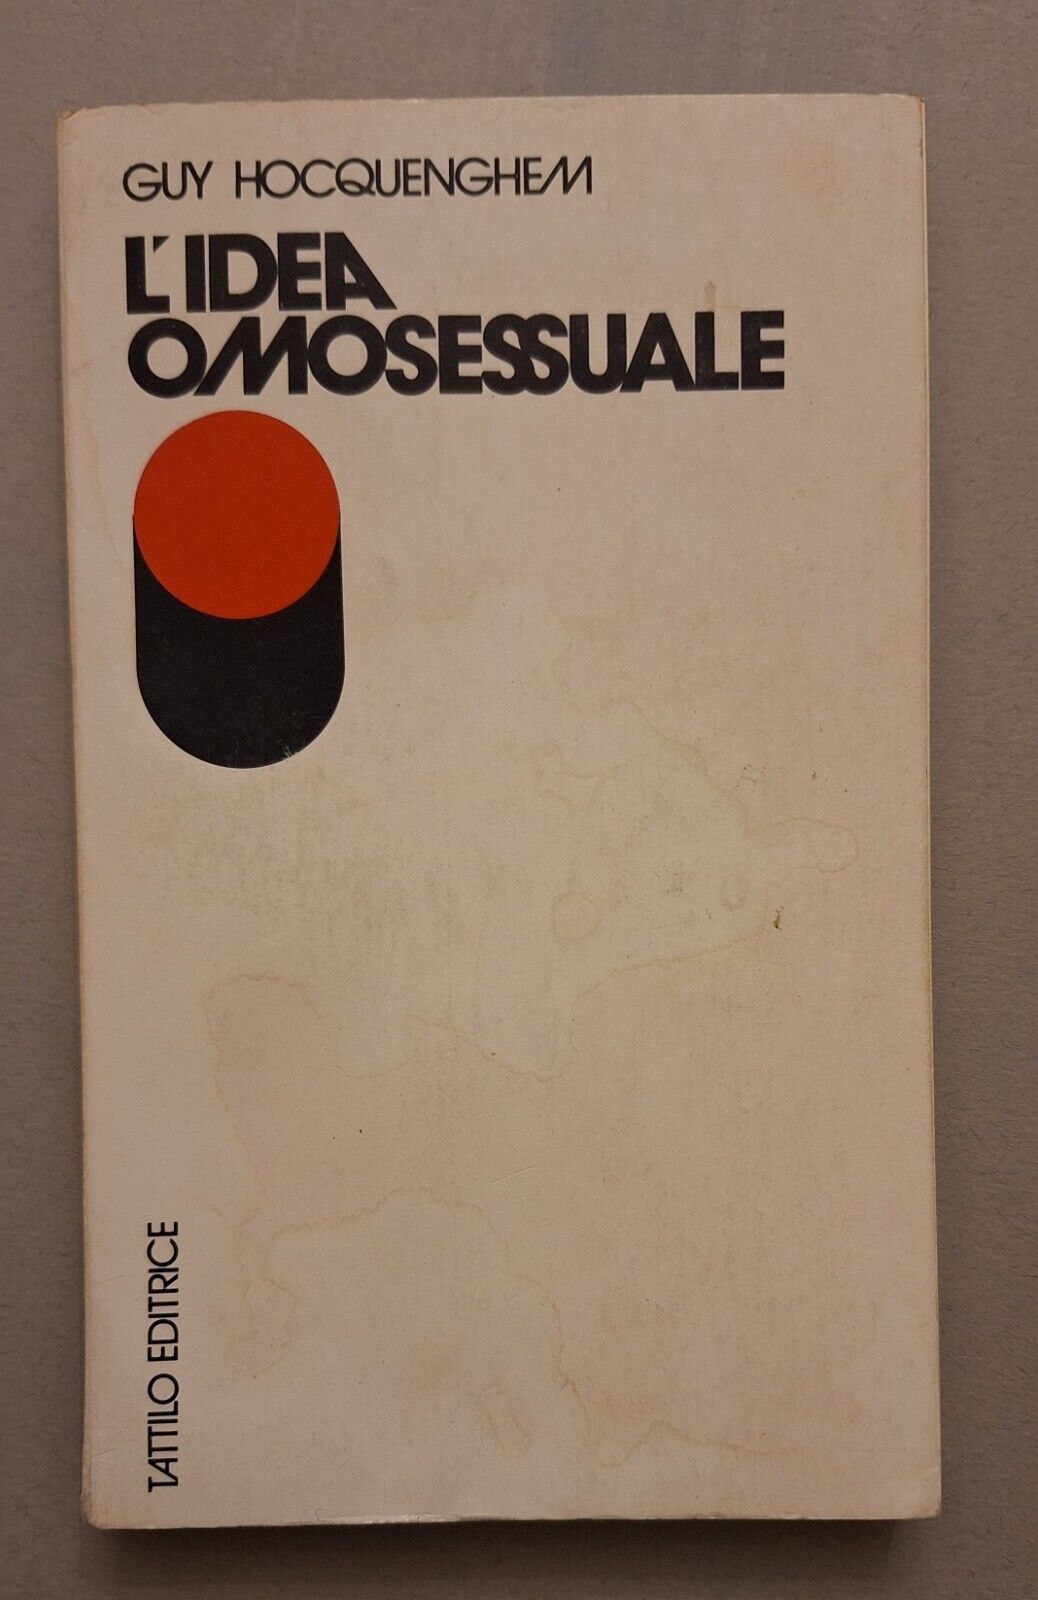 GUY HOCQUENGHEM
L'IDEA
OMOSESSUALE
TATTILO EDITRICE